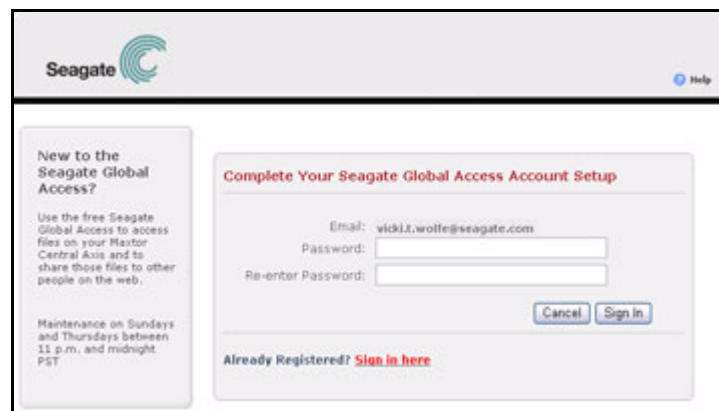 Seagate
Help
New to the
Seagate Global
Access?
Use the free Seagate
Global Access to access
files on your Maxtor
Central Axis and to
share those files to other
people on the web.
Maintenance on Sundays
and Thursdays between
11 p.m. and midnight
PST
Complete Your Seagate Global Access Account Setup
Email: vicki.t.wolfe@seagate.com
Password:
Re-enter Password:
Cancel Sign In
Already Registered? Sign in here